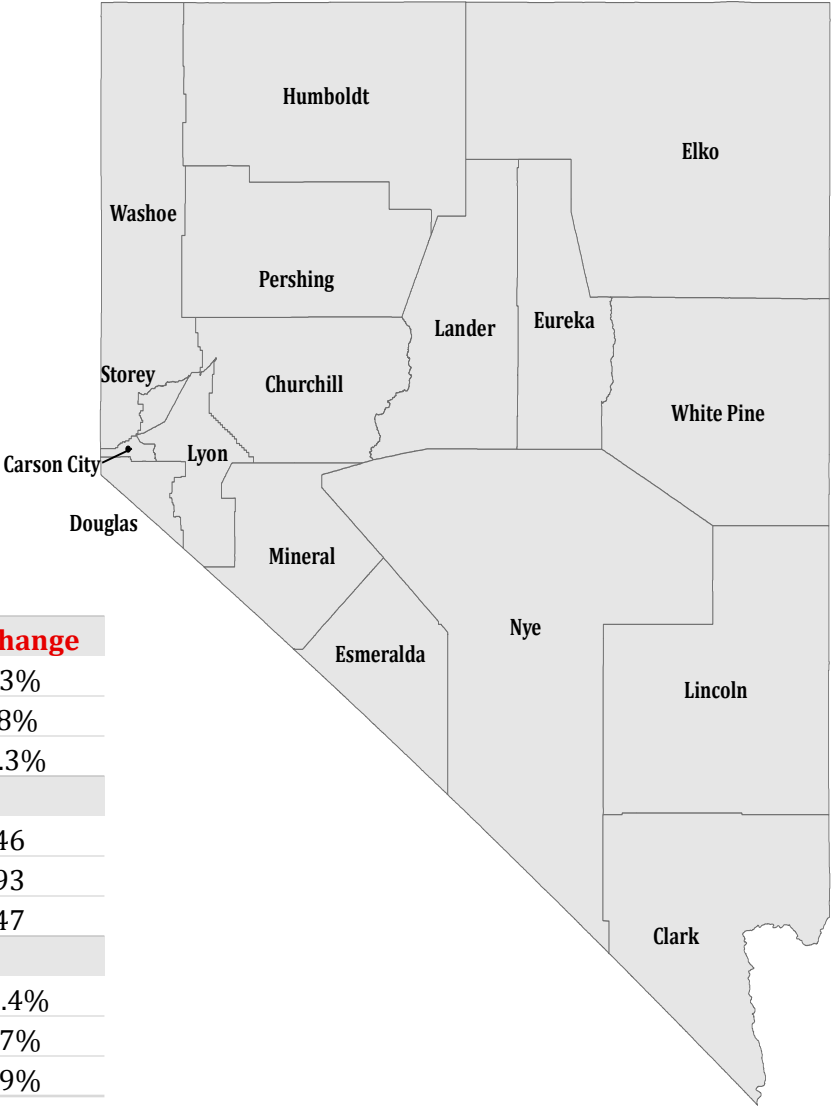 Humboldt
Elko
Washoe
Pershing
Lander
Eureka
Storey
Churchill
White Pine
Lyon
Carson City
Douglas
Mineral
Nye
Esmeralda
Lincoln
Clark
hange
3%
8%
.3%
46
93
47
.4%
7%
9%